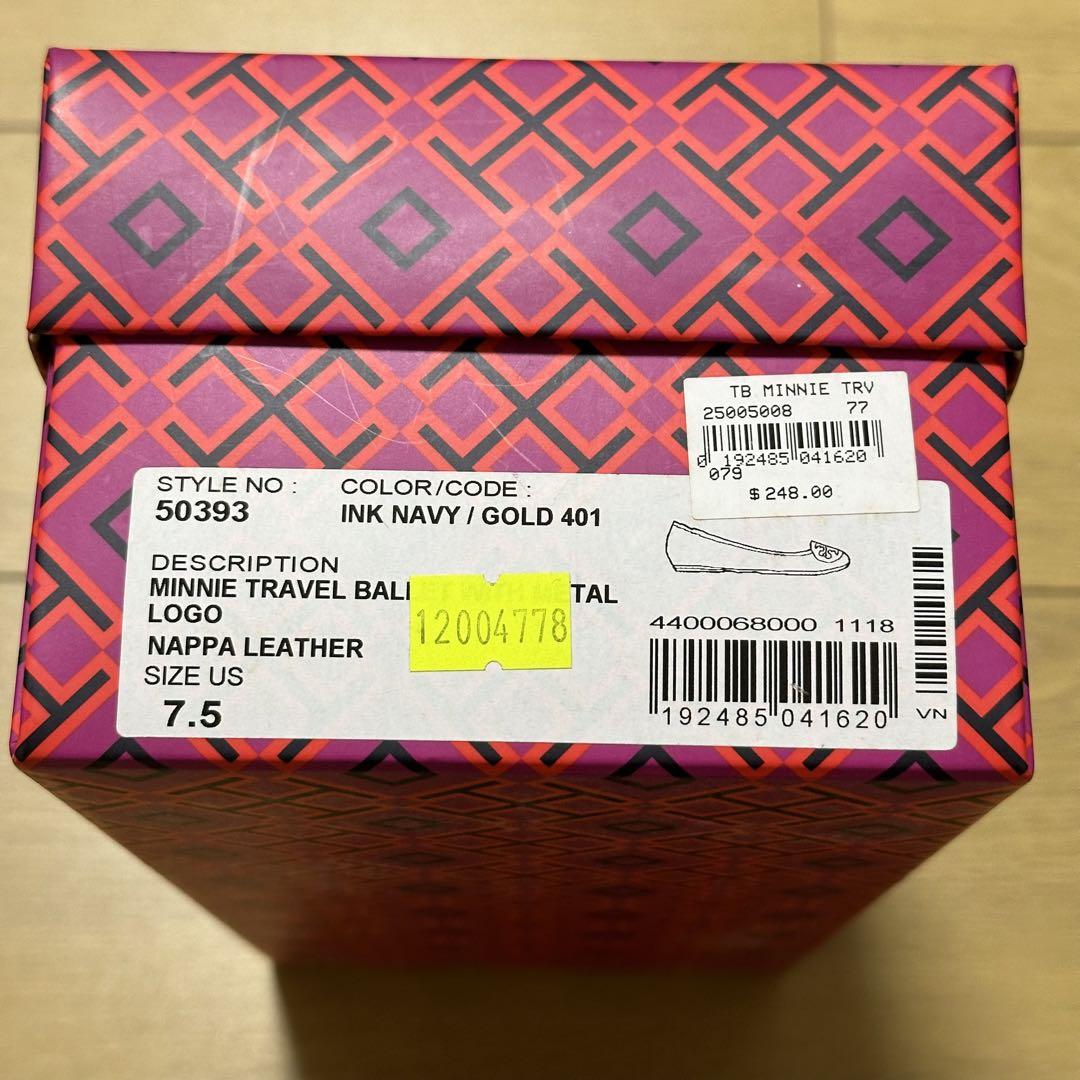 TB MINNIE TRV
25005008 77
0 192485 041620
079
$248.00
STYLE NO : COLOR/CODE :
50393 INK NAVY / GOLD 401
DESCRIPTION
MINNIE TRAVEL TAL
LOGO
12004778
NAPPA LEATHER
SIZE US
7.5
4400068000 1118
192485 041620
VN